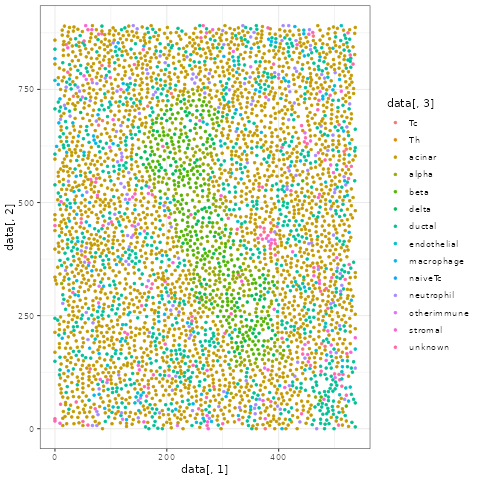 data[, 2]
750
500
250
0
0
200
400
data[, 1]
data[, 3]
Tc
Th
acinar
alpha
beta
delta
ductal
endothelial
macrophage
naiveTc
neutrophil
otherimmune
stromal
unknown